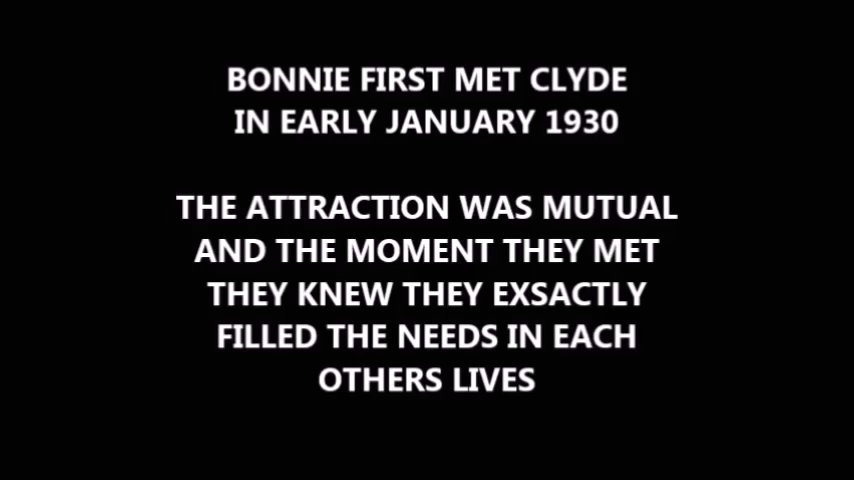 BONNIE FIRST MET CLYDE
IN EARLY JANUARY 1930
THE ATTRACTION WAS MUTUAL
AND THE MOMENT THEY MET
THEY KNEW THEY EXSACTLY
FILLED THE NEEDS IN EACH
OTHERS LIVES